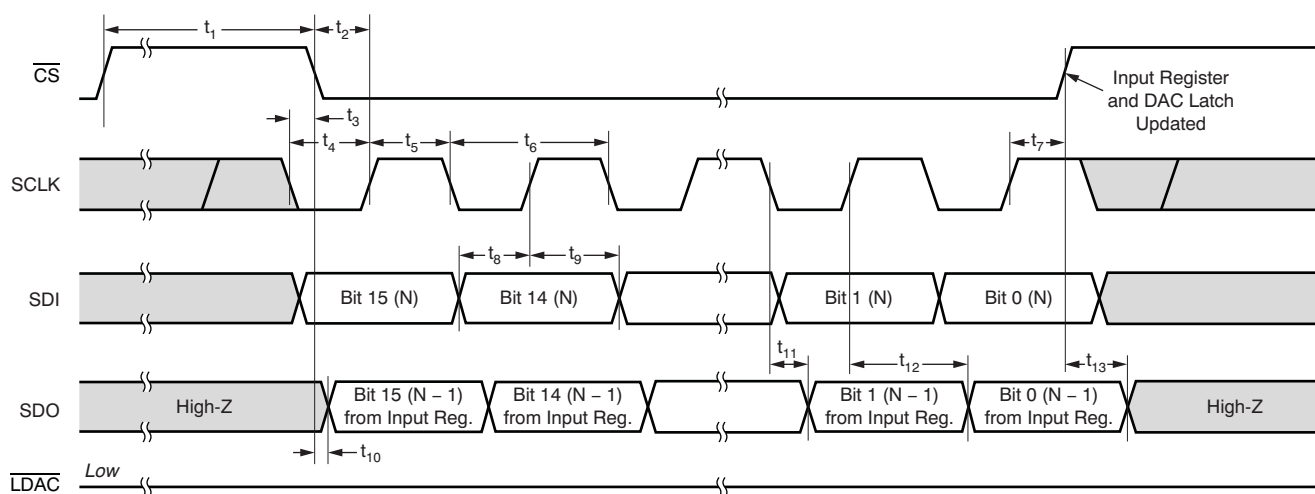 t1
t2
CS
Input Register
and DAC Latch
Updated
t3
t4
t5
t6
t7
SCLK
t8
t9
SDI
Bit 15 (N)
Bit 14 (N)
Bit 1 (N)
Bit 0 (N)
t11
t12
t13
SDO
High-Z
Bit 15 (N – 1)
from Input Reg.
Bit 14 (N – 1)
from Input Reg.
Bit 1 (N – 1)
from Input Reg.
Bit 0 (N – 1)
from Input Reg.
High-Z
t10
LDAC
Low